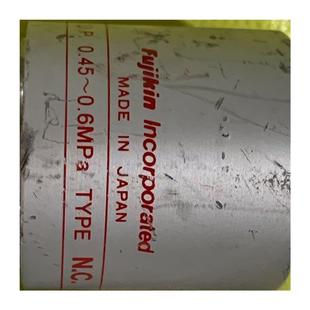 Fujikin Incorporated
MADE IN JAPAN
O.P. 0.45～0.6MPa TYPE N.C.